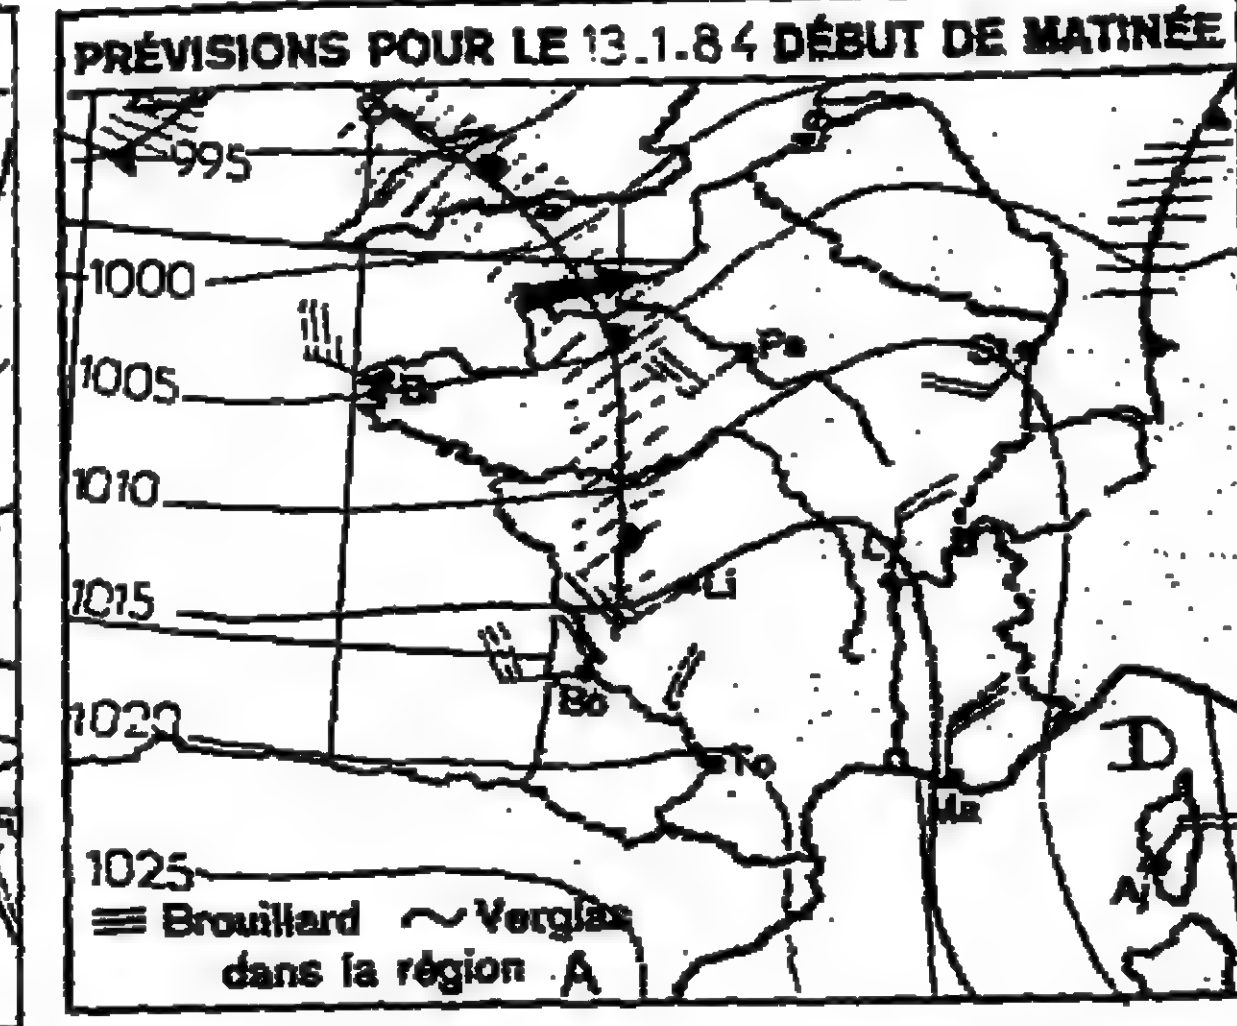 PRÉVISIONS POUR LE 13.1.84 DÉBUT DE MATINÉE
995
1000
Pa
1005
St
B
1010
L
1015
Li
Bo
1020
To
D
Ma
1025
Aj
Brouillard Verglas
dans la région A